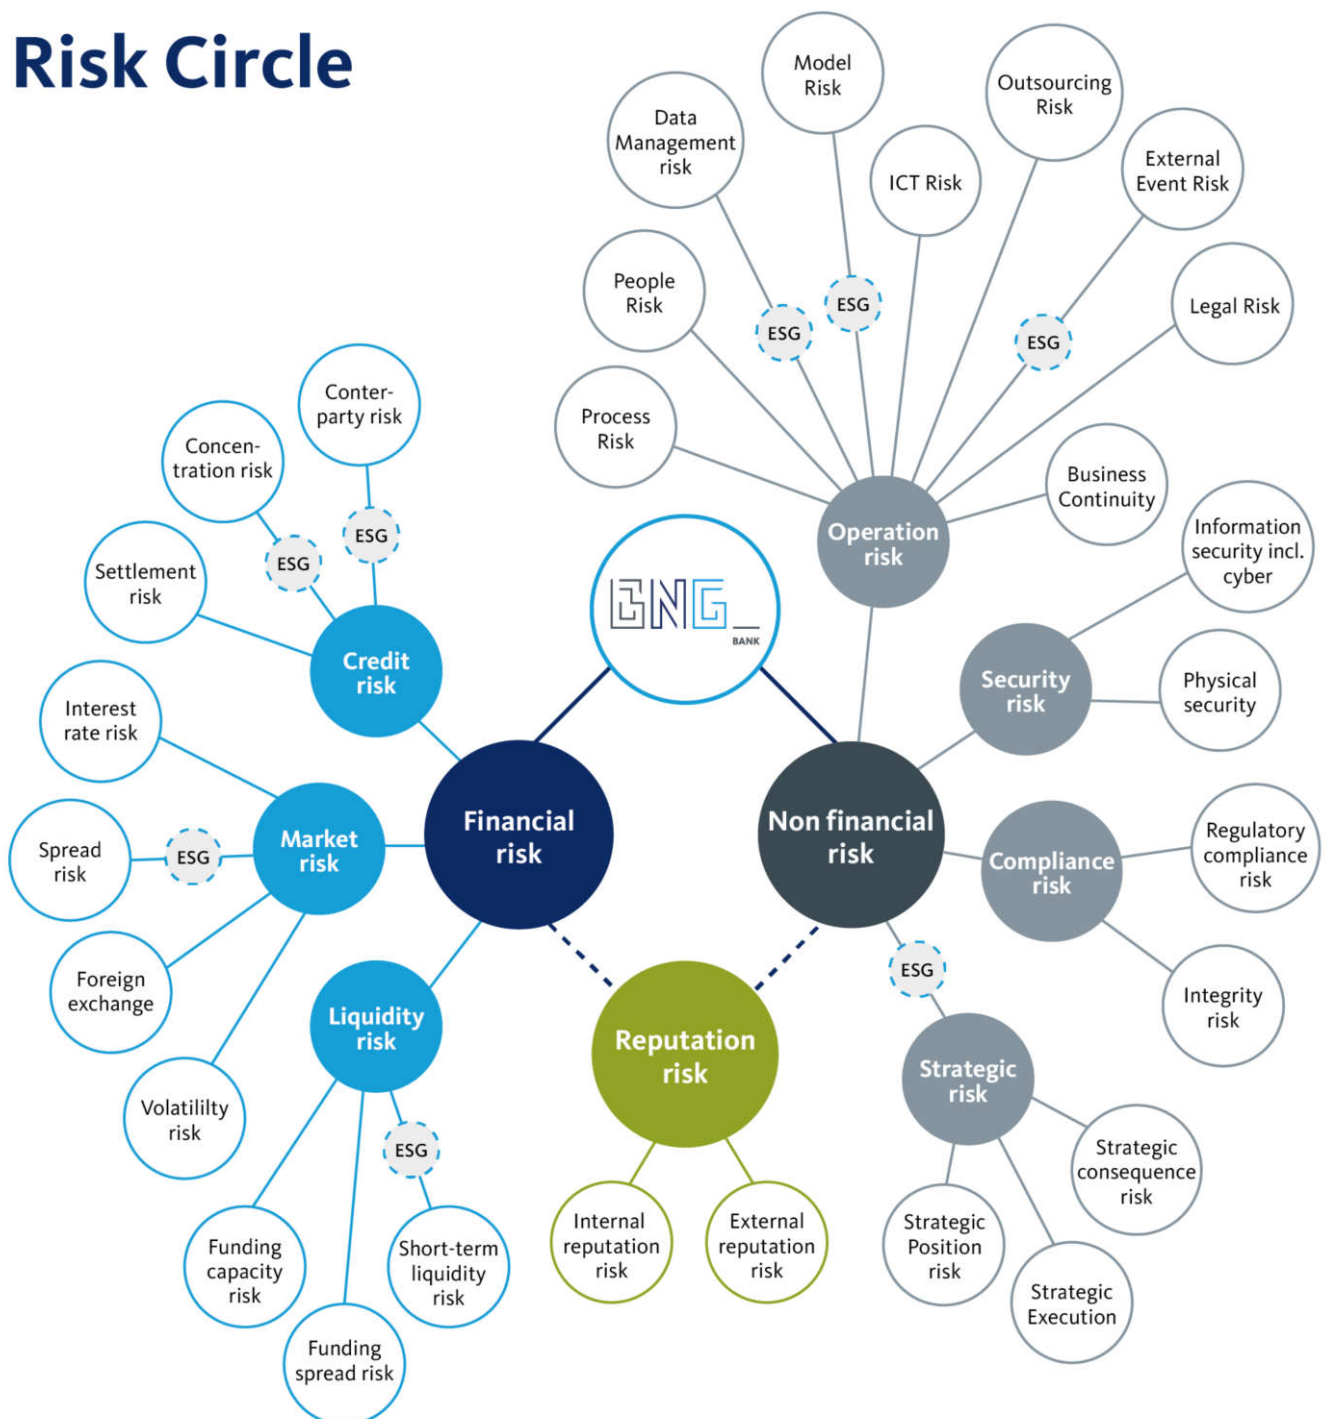 Risk Circle
Model
Risk
Outsourcing
Risk
Data
Management
risk
ICT Risk
External
Event Risk
People
Risk
ESG
ESG
ESG
Legal Risk
Process
Risk
Conter-
party risk
Concen-
tration risk
ESG
ESG
Settlement
risk
Business
Continuity
Operation
risk
Information
security incl.
cyber
BNG_
BANK
Credit
risk
Security
risk
Physical
security
Interest
rate risk
Spread
risk
ESG
Market
risk
Financial
risk
Non financial
risk
Compliance
risk
Regulatory
compliance
risk
Foreign
exchange
ESG
Integrity
risk
Volatililty
risk
Liquidity
risk
Reputation
risk
Strategic
risk
ESG
Strategic
consequence
risk
Funding
capacity
risk
Short-term
liquidity
risk
Funding
spread risk
Internal
reputation
risk
External
reputation
risk
Strategic
Position
risk
Strategic
Execution